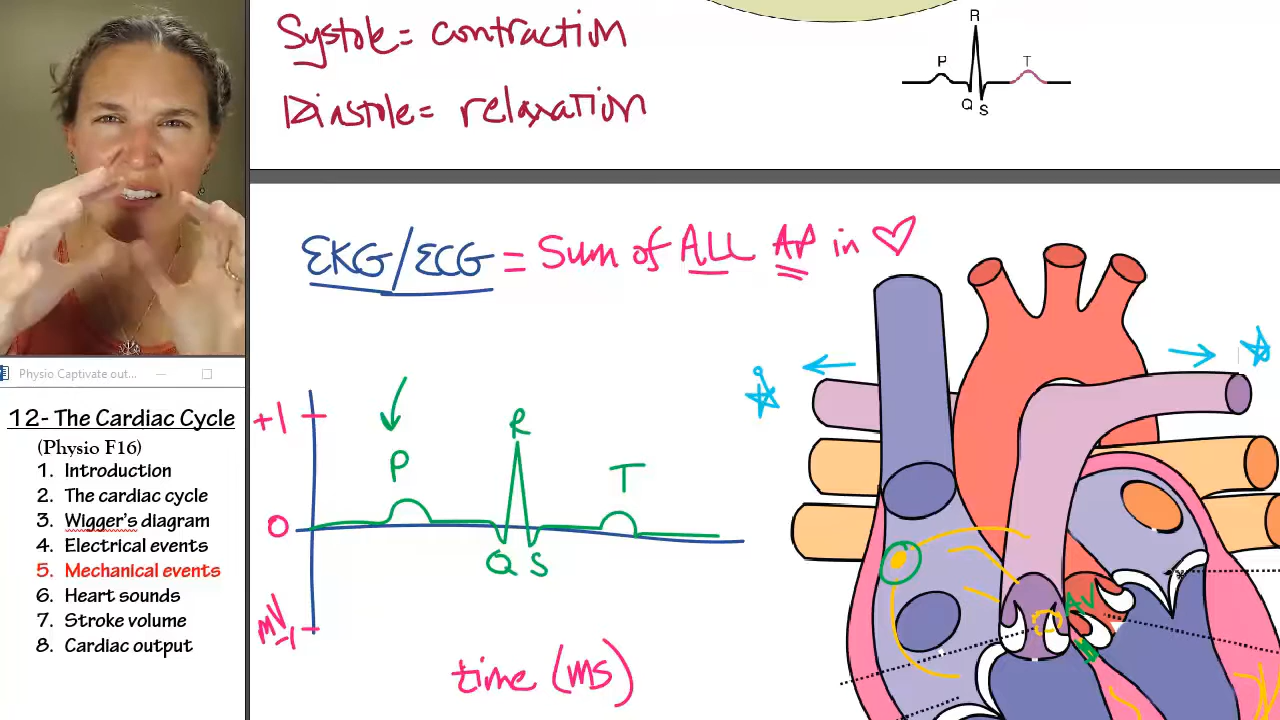 Systole = contraction
Diastole = relaxation
R
P
T
Q
S
EKG/ECG = Sum of ALL AP in
+1
P
R
T
0
Q S
mV
-1
time (ms)
AV
Physio Captivate out...
12- The Cardiac Cycle
(Physio F16)
1. Introduction
2. The cardiac cycle
3. Wigger's diagram
4. Electrical events
5. Mechanical events
6. Heart sounds
7. Stroke volume
8. Cardiac output